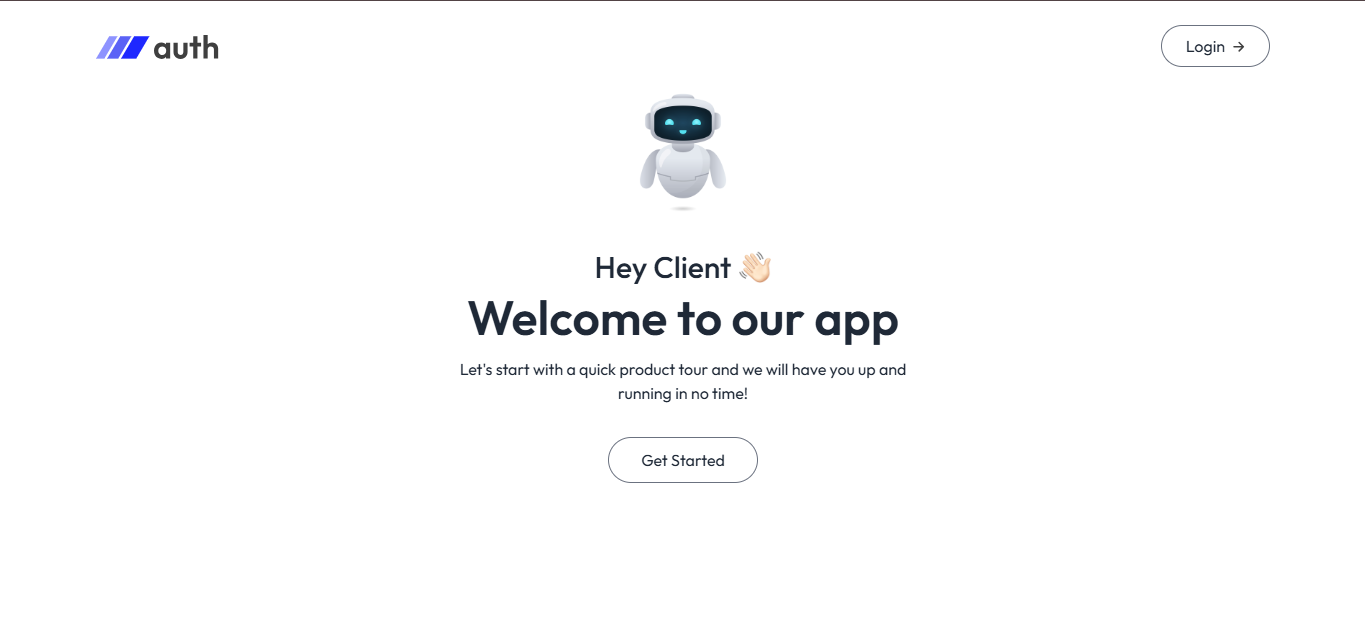 auth
Login →
Hey Client 👋🏻
Welcome to our app
Let's start with a quick product tour and we will have you up and
running in no time!
Get Started